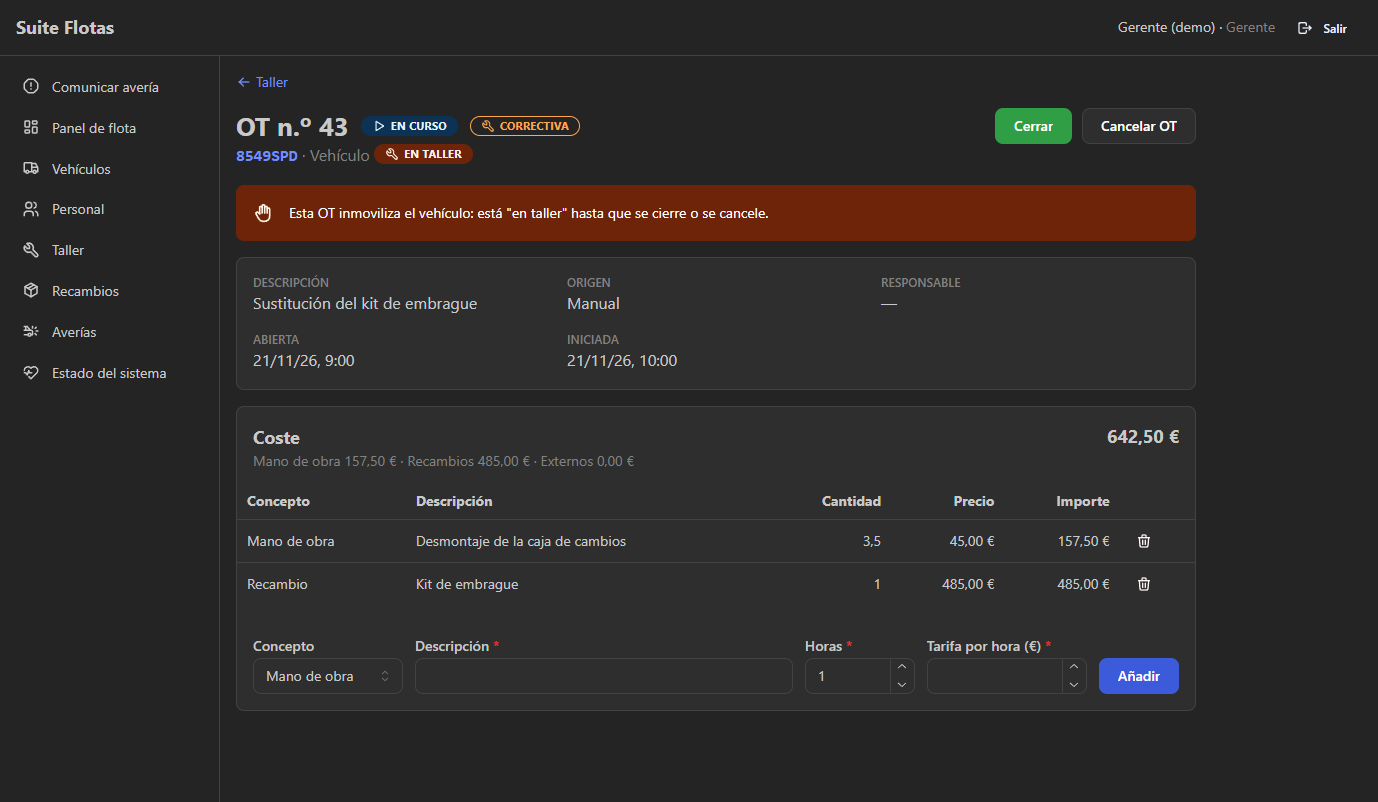 Suite Flotas
Gerente (demo) · Gerente
Salir
Comunicar avería
Panel de flota
Vehículos
Personal
Taller
Recambios
Averías
Estado del sistema
← Taller
OT n.º 43 EN CURSO CORRECTIVA
8549SPD · Vehículo EN TALLER
Cerrar
Cancelar OT
Esta OT inmoviliza el vehículo: está "en taller" hasta que se cierre o se cancele.
DESCRIPCIÓN ORIGEN RESPONSABLE
Sustitución del kit de embrague Manual —
ABIERTA INICIADA
21/11/26, 9:00 21/11/26, 10:00
Coste 642,50 €
Mano de obra 157,50 € · Recambios 485,00 € · Externos 0,00 €
Concepto Descripción Cantidad Precio Importe
Mano de obra Desmontaje de la caja de cambios 3,5 45,00 € 157,50 €
Recambio Kit de embrague 1 485,00 € 485,00 €
Concepto Descripción * Horas * Tarifa por hora (€) *
Mano de obra 1 Añadir